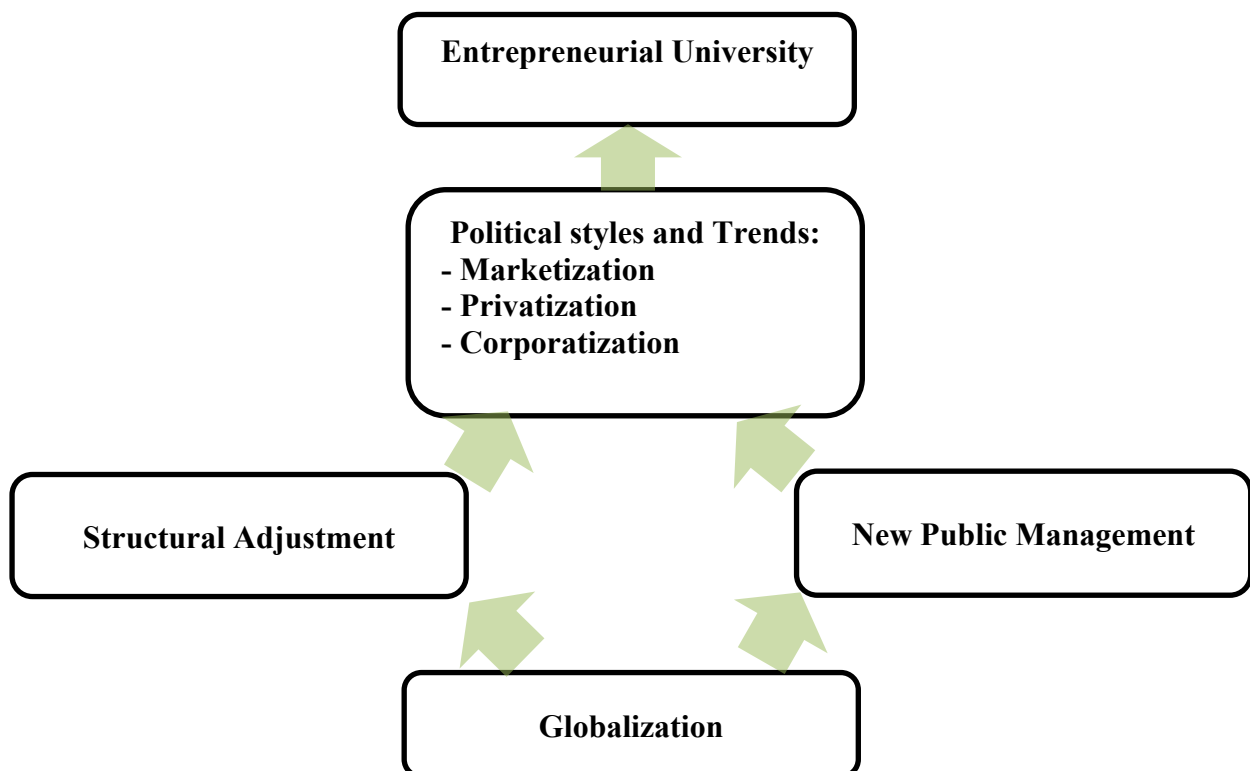 Entrepreneurial University
Political styles and Trends:
- Marketization
- Privatization
- Corporatization
Structural Adjustment
New Public Management
Globalization